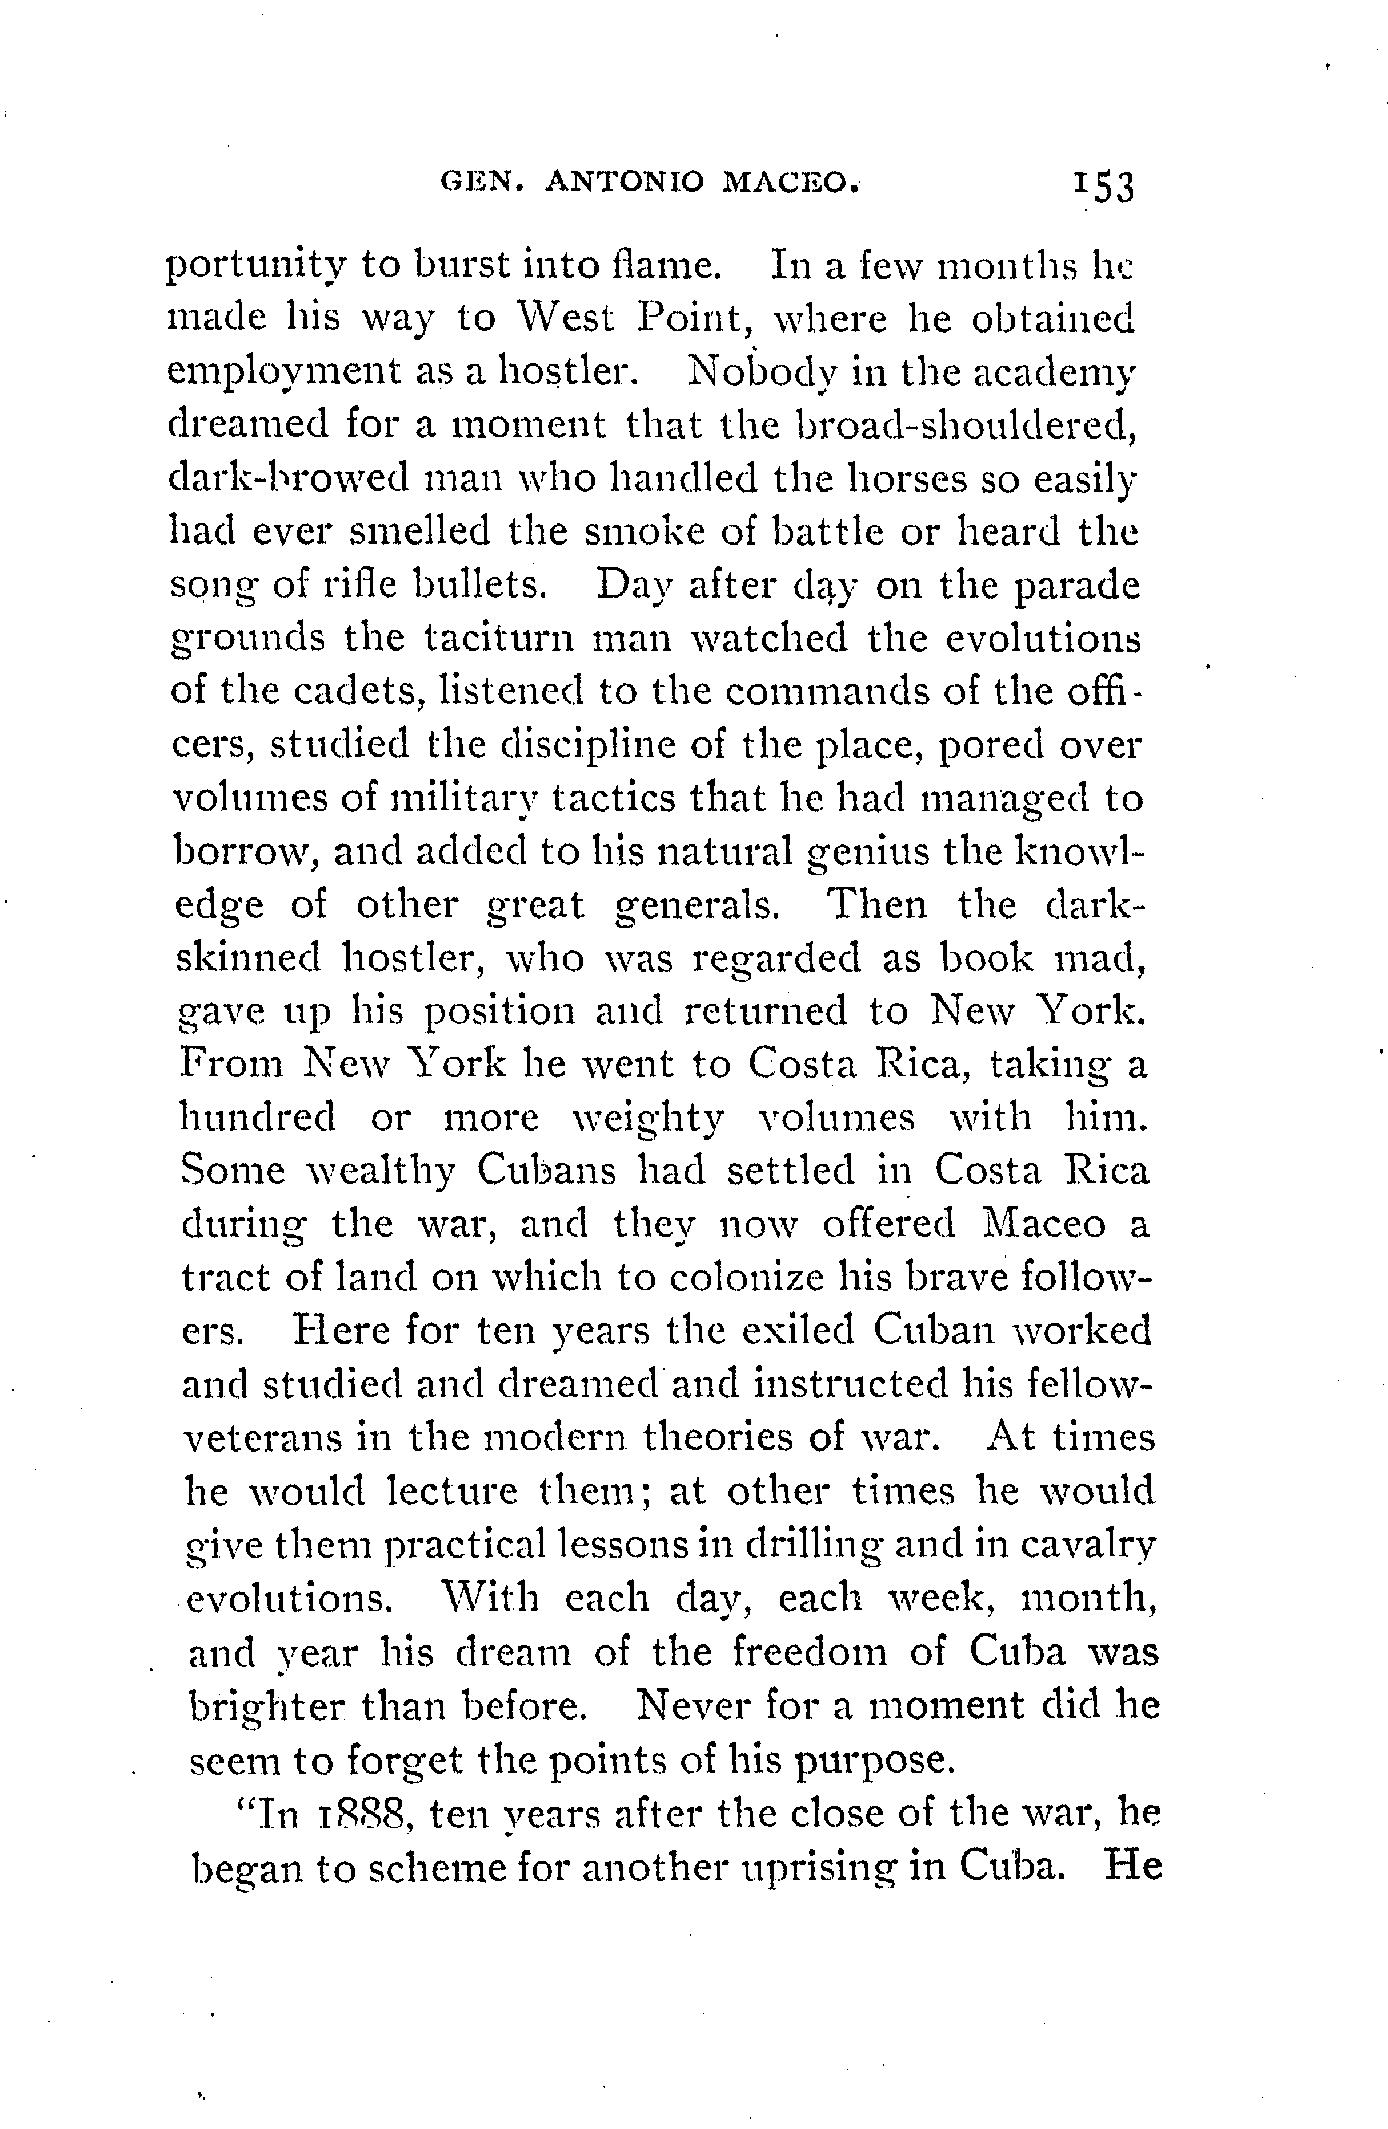 GEN. ANTONIO MACEO. 153
portunity to burst into flame. In a few months he
made his way to West Point, where he obtained
employment as a hostler. Nobody in the academy
dreamed for a moment that the broad-shouldered,
dark-browed man who handled the horses so easily
had ever smelled the smoke of battle or heard the
song of rifle bullets. Day after day on the parade
grounds the taciturn man watched the evolutions
of the cadets, listened to the commands of the offi-
cers, studied the discipline of the place, pored over
volumes of military tactics that he had managed to
borrow, and added to his natural genius the knowl-
edge of other great generals. Then the dark-
skinned hostler, who was regarded as book mad,
gave up his position and returned to New York.
From New York he went to Costa Rica, taking a
hundred or more weighty volumes with him.
Some wealthy Cubans had settled in Costa Rica
during the war, and they now offered Maceo a
tract of land on which to colonize his brave follow-
ers. Here for ten years the exiled Cuban worked
and studied and dreamed and instructed his fellow-
veterans in the modern theories of war. At times
he would lecture them; at other times he would
give them practical lessons in drilling and in cavalry
evolutions. With each day, each week, month,
and year his dream of the freedom of Cuba was
brighter than before. Never for a moment did he
seem to forget the points of his purpose.
"In 1888, ten years after the close of the war, he
began to scheme for another uprising in Cuba. He